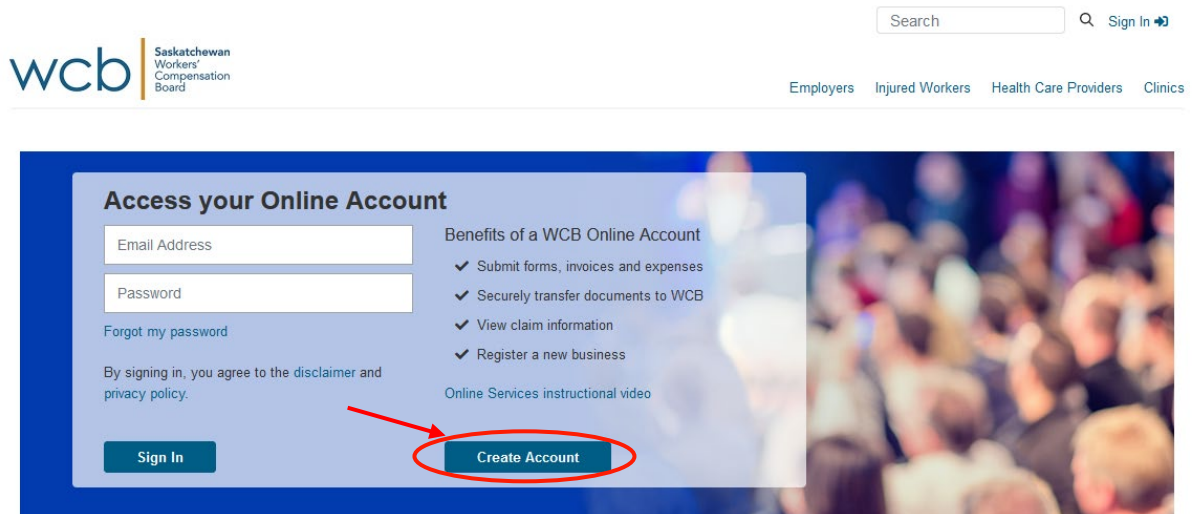 Search
Sign In
wcb
Saskatchewan
Workers'
Compensation
Board
Employers Injured Workers Health Care Providers Clinics
Access your Online Account
Email Address
Password
Forgot my password
By signing in, you agree to the disclaimer and
privacy policy.
Sign In
Benefits of a WCB Online Account
Submit forms, invoices and expenses
Securely transfer documents to WCB
View claim information
Register a new business
Online Services instructional video
Create Account